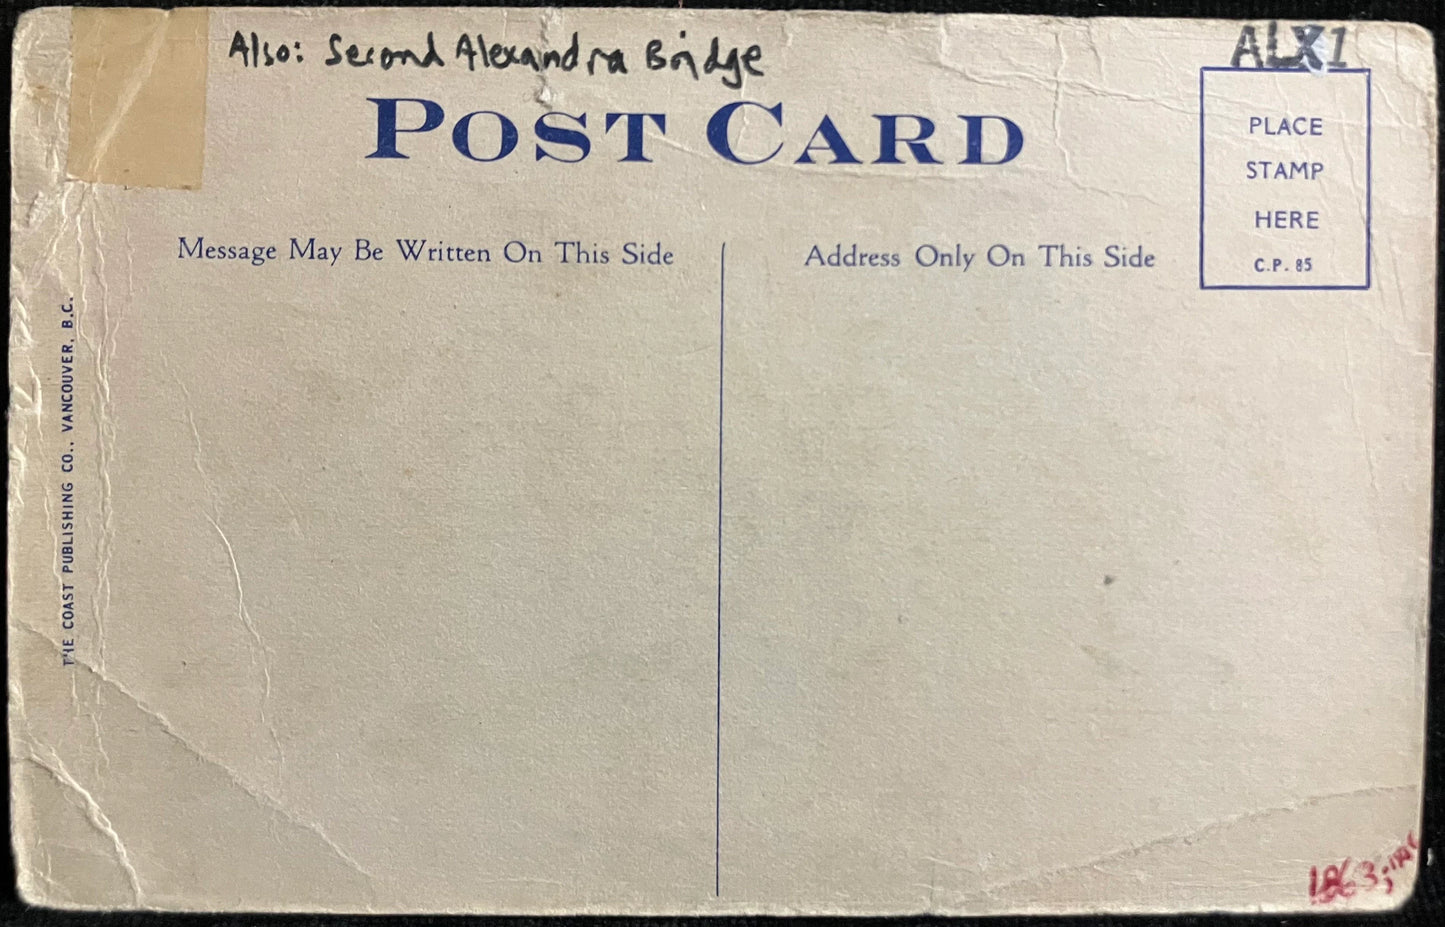 Also: Second Alexandra Bridge
ALX1
POST CARD
PLACE
STAMP
HERE
C.P. 85
Message May Be Written On This Side
Address Only On This Side
THE COAST PUBLISHING CO., VANCOUVER, B.C.
1863;